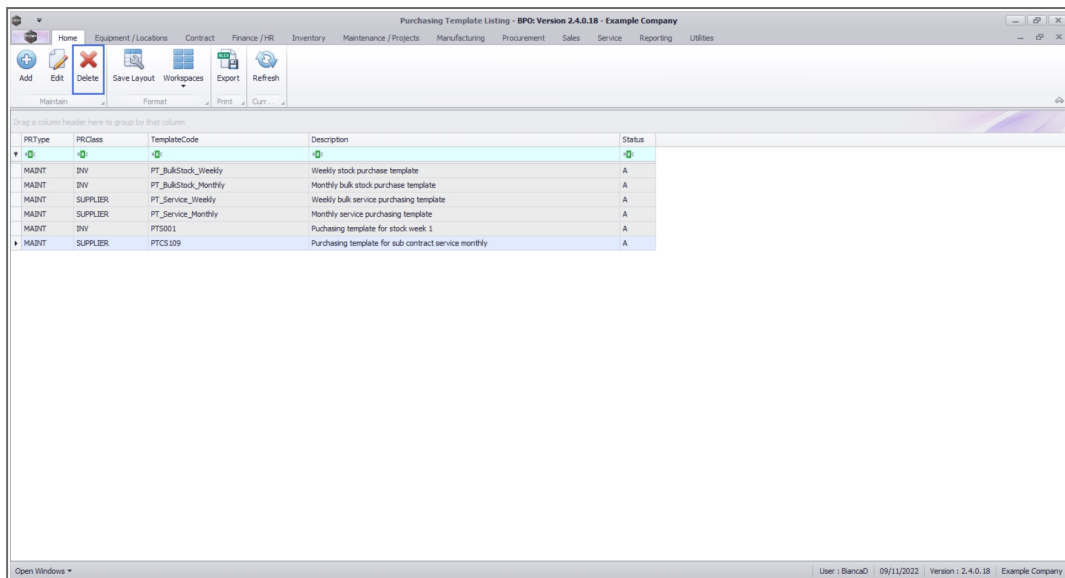 Purchasing Template Listing - BPO: Version 2.4.0.18 - Example Company
Home Equipment / Locations Contract Finance / HR Inventory Maintenance / Projects Manufacturing Procurement Sales Service Reporting Utilities
Add Edit Delete Save Layout Workspaces Export Refresh
Maintain Format Print Curr...
Drag a column header here to group by that column
PRType PRClass TemplateCode Description Status
MAINT INV PT_BulkStock_Weekly Weekly stock purchase template A
MAINT INV PT_BulkStock_Monthly Monthly bulk stock purchase template A
MAINT SUPPLIER PT_Service_Weekly Weekly bulk service purchasing template A
MAINT SUPPLIER PT_Service_Monthly Monthly service purchasing template A
MAINT INV PTS001 Puchasing template for stock week 1 A
MAINT SUPPLIER PTCS109 Purchasing template for sub contract service monthly A
Open Windows User : BiancaD 09/11/2022 Version : 2.4.0.18 Example Company